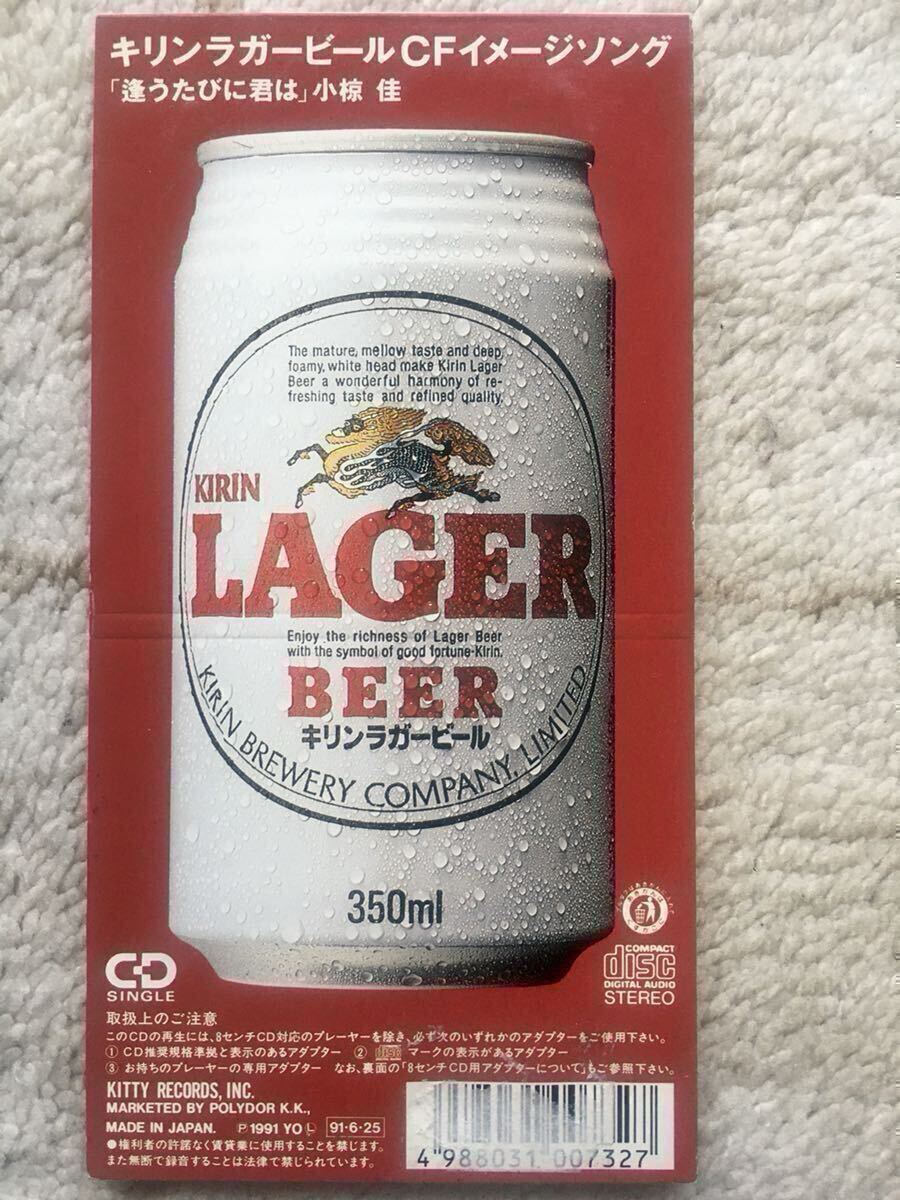 キリンラガービールCFイメージソング
「逢うたびに君は」小椋 佳
The mature, mellow taste and deep,
foamy, white head make Kirin Lager
Beer a wonderful harmony of re-
freshing taste and refined quality.
KIRIN
LAGER
Enjoy the richness of Lager Beer
with the symbol of good fortune-Kirin.
BEER
キリンラガービール
KIRIN BREWERY COMPANY, LIMITED
350ml
CD
SINGLE
COMPACT
disc
DIGITAL AUDIO
STEREO
取扱上のご注意
このCDの再生には、8センチCD対応のプレーヤーを除き、必ず次のいずれかのアダプターをご使用下さい。
① CD推奨規格準拠と表示のあるアダプター ② disc マークの表示があるアダプター
③ お持ちのプレーヤーの専用アダプター なお、裏面の「8センチCD用アダプターについて」もご参照下さい。
KITTY RECORDS, INC.
MARKETED BY POLYDOR K.K.,
MADE IN JAPAN. Ⓟ1991 YO Ⓛ 91·6·25
●権利者の許諾なく賃貸業に使用することを禁じます。
また無断で録音することは法律で禁じられています。
4 988031 007327